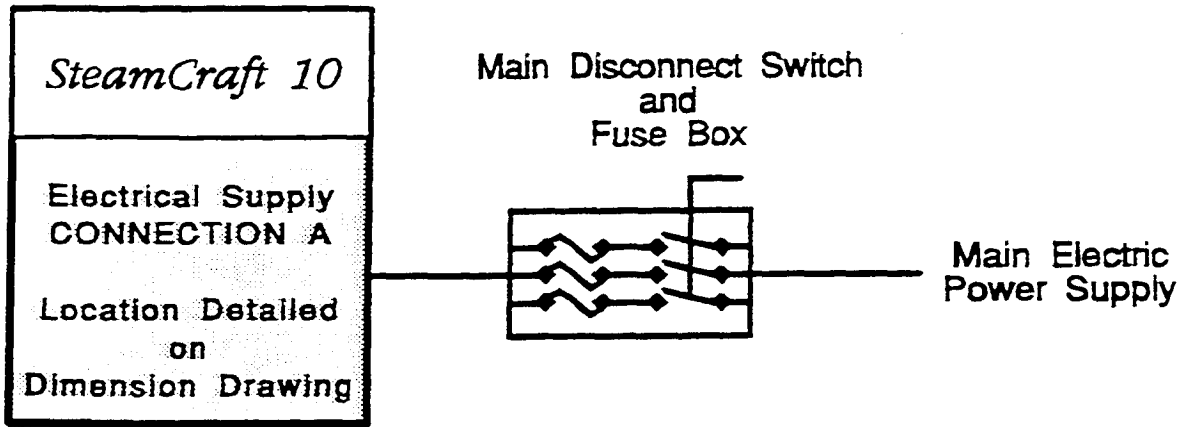 SteamCraft 10
Electrical Supply
CONNECTION A
Location Detailed
on
Dimension Drawing
Main Disconnect Switch
and
Fuse Box
Main Electric
Power Supply